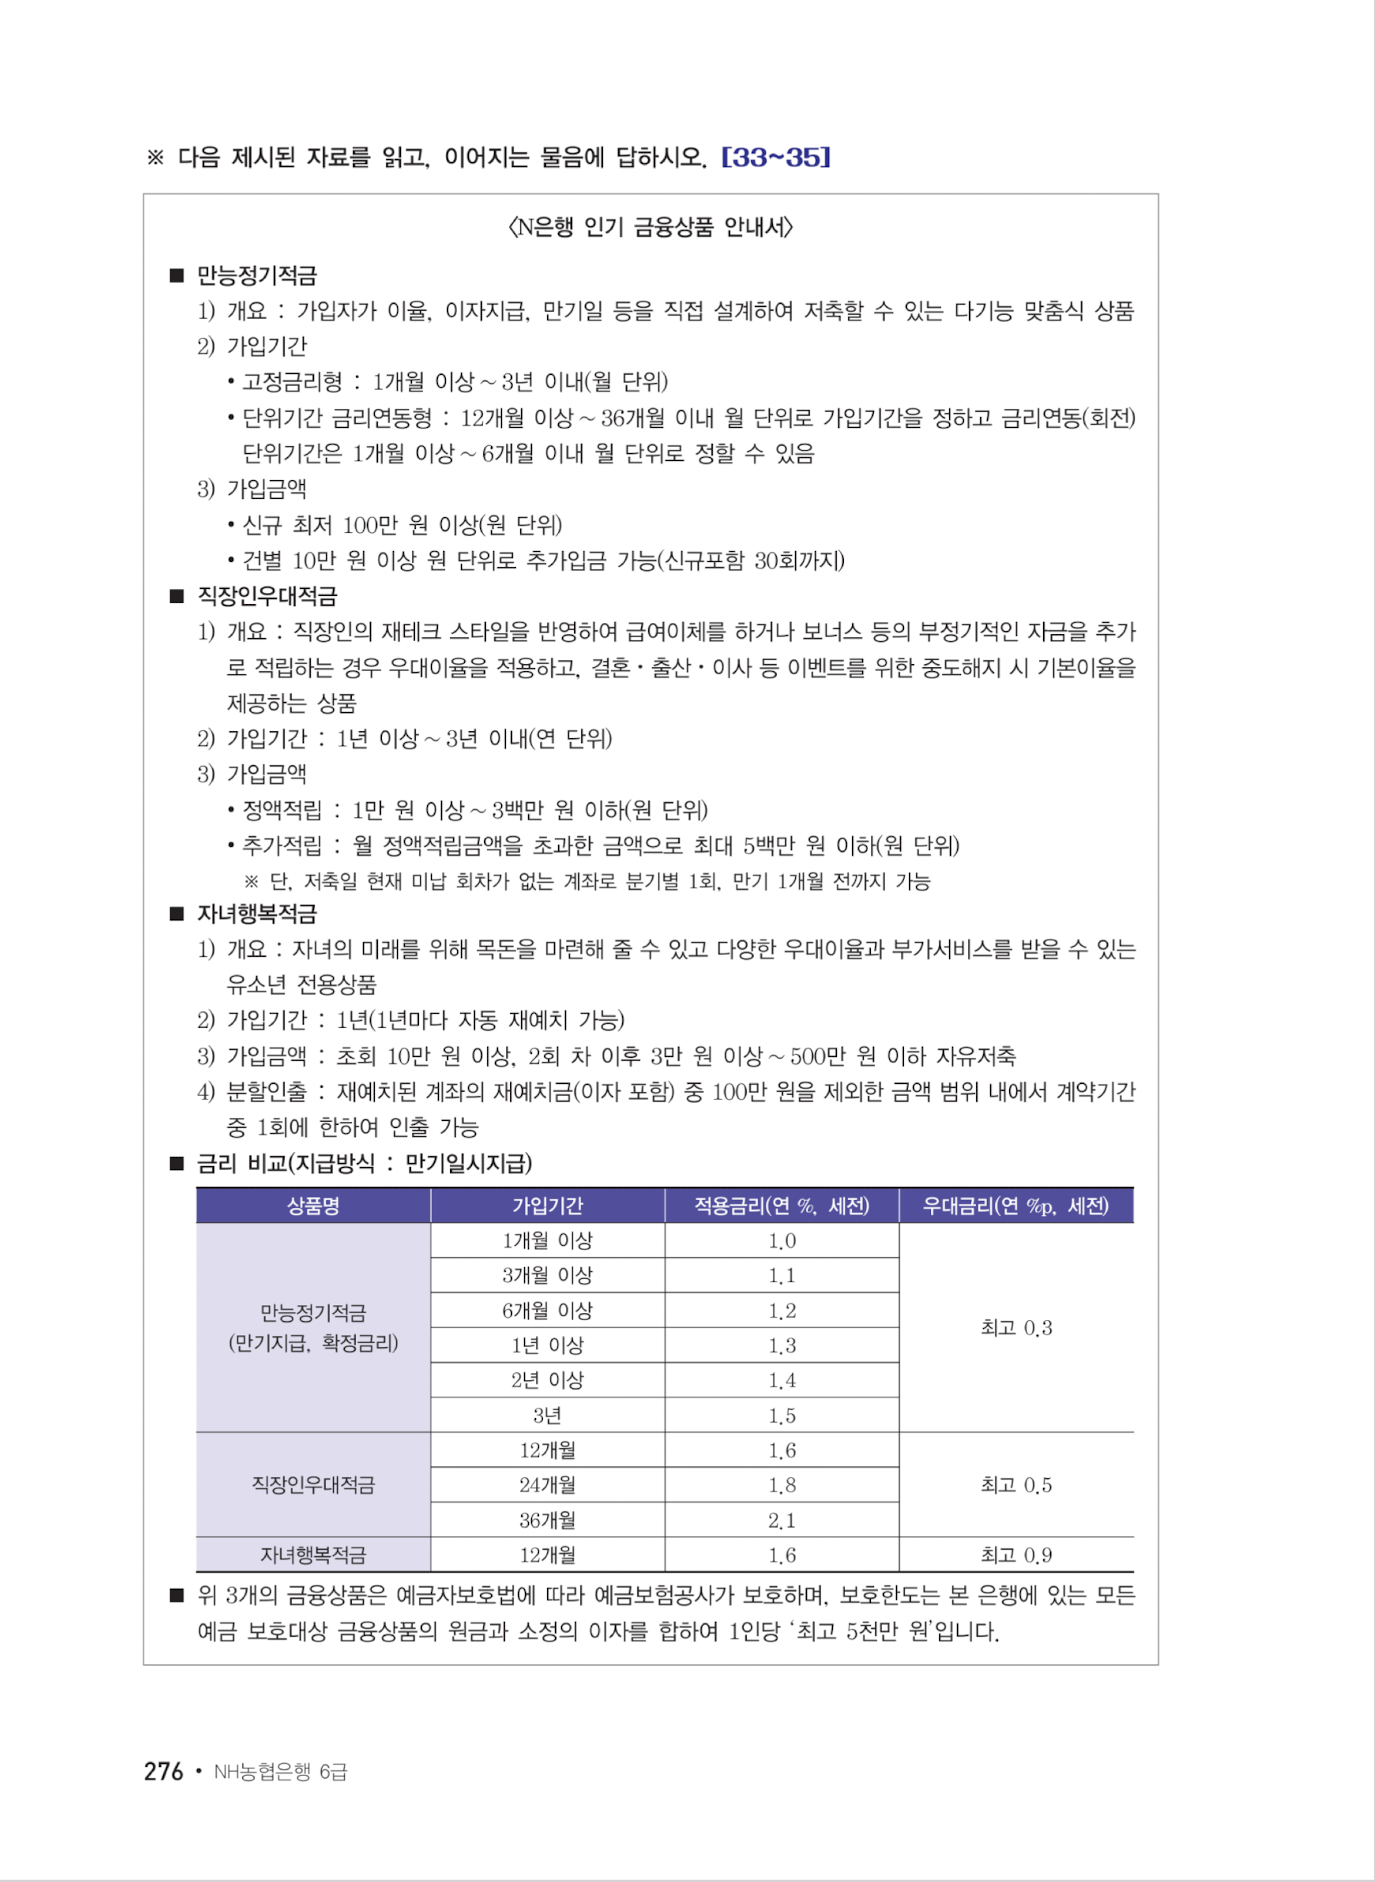 ※ 다음 제시된 자료를 읽고, 이어지는 물음에 답하시오. [33~35]
〈N은행 인기 금융상품 안내서〉
■ 만능정기적금
1) 개요 : 가입자가 이율, 이자지급, 만기일 등을 직접 설계하여 저축할 수 있는 다기능 맞춤식 상품
2) 가입기간
• 고정금리형 : 1개월 이상 ~ 3년 이내(월 단위)
• 단위기간 금리연동형 : 12개월 이상 ~ 36개월 이내 월 단위로 가입기간을 정하고 금리연동(회전)
단위기간은 1개월 이상 ~ 6개월 이내 월 단위로 정할 수 있음
3) 가입금액
• 신규 최저 100만 원 이상(원 단위)
• 건별 10만 원 이상 원 단위로 추가입금 가능(신규포함 30회까지)
■ 직장인우대적금
1) 개요 : 직장인의 재테크 스타일을 반영하여 급여이체를 하거나 보너스 등의 부정기적인 자금을 추가
로 적립하는 경우 우대이율을 적용하고, 결혼・출산・이사 등 이벤트를 위한 중도해지 시 기본이율을
제공하는 상품
2) 가입기간 : 1년 이상 ~ 3년 이내(연 단위)
3) 가입금액
• 정액적립 : 1만 원 이상 ~ 3백만 원 이하(원 단위)
• 추가적립 : 월 정액적립금액을 초과한 금액으로 최대 5백만 원 이하(원 단위)
※ 단, 저축일 현재 미납 회차가 없는 계좌로 분기별 1회, 만기 1개월 전까지 가능
■ 자녀행복적금
1) 개요 : 자녀의 미래를 위해 목돈을 마련해 줄 수 있고 다양한 우대이율과 부가서비스를 받을 수 있는
유소년 전용상품
2) 가입기간 : 1년(1년마다 자동 재예치 가능)
3) 가입금액 : 초회 10만 원 이상, 2회 차 이후 3만 원 이상 ~ 500만 원 이하 자유저축
4) 분할인출 : 재예치된 계좌의 재예치금(이자 포함) 중 100만 원을 제외한 금액 범위 내에서 계약기간
중 1회에 한하여 인출 가능
■ 금리 비교(지급방식 : 만기일시지급)
상품명 가입기간 적용금리(연 %, 세전) 우대금리(연 %p, 세전)
만능정기적금
(만기지급, 확정금리)
1개월 이상 1.0
3개월 이상 1.1
6개월 이상 1.2
1년 이상 1.3
2년 이상 1.4
3년 1.5
최고 0.3
직장인우대적금
12개월 1.6
24개월 1.8
36개월 2.1
최고 0.5
자녀행복적금 12개월 1.6 최고 0.9
■ 위 3개의 금융상품은 예금자보호법에 따라 예금보험공사가 보호하며, 보호한도는 본 은행에 있는 모든
예금 보호대상 금융상품의 원금과 소정의 이자를 합하여 1인당 ‘최고 5천만 원’입니다.
276 • NH농협은행 6급